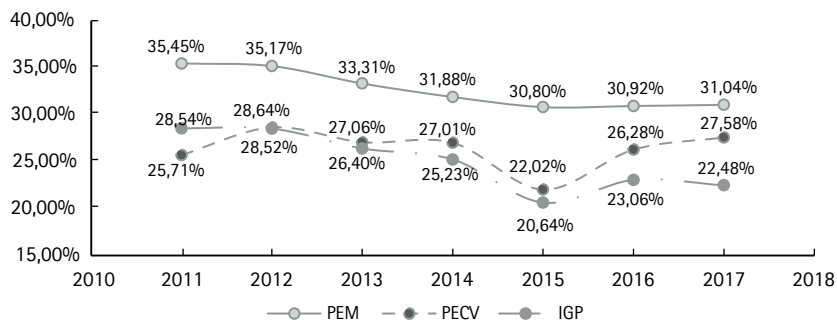 40,00%
35,45% 35,17%
35,00% 33,31% 31,88% 30,80% 30,92% 31,04%
30,00%
28,54% 28,64% 27,06% 27,01% 26,28% 27,58%
25,00% 28,52% 22,02% 22,48%
25,71% 26,40% 25,23%
20,00% 23,06%
20,64%
15,00%
2010 2011 2012 2013 2014 2015 2016 2017 2018
PEM PECV IGP